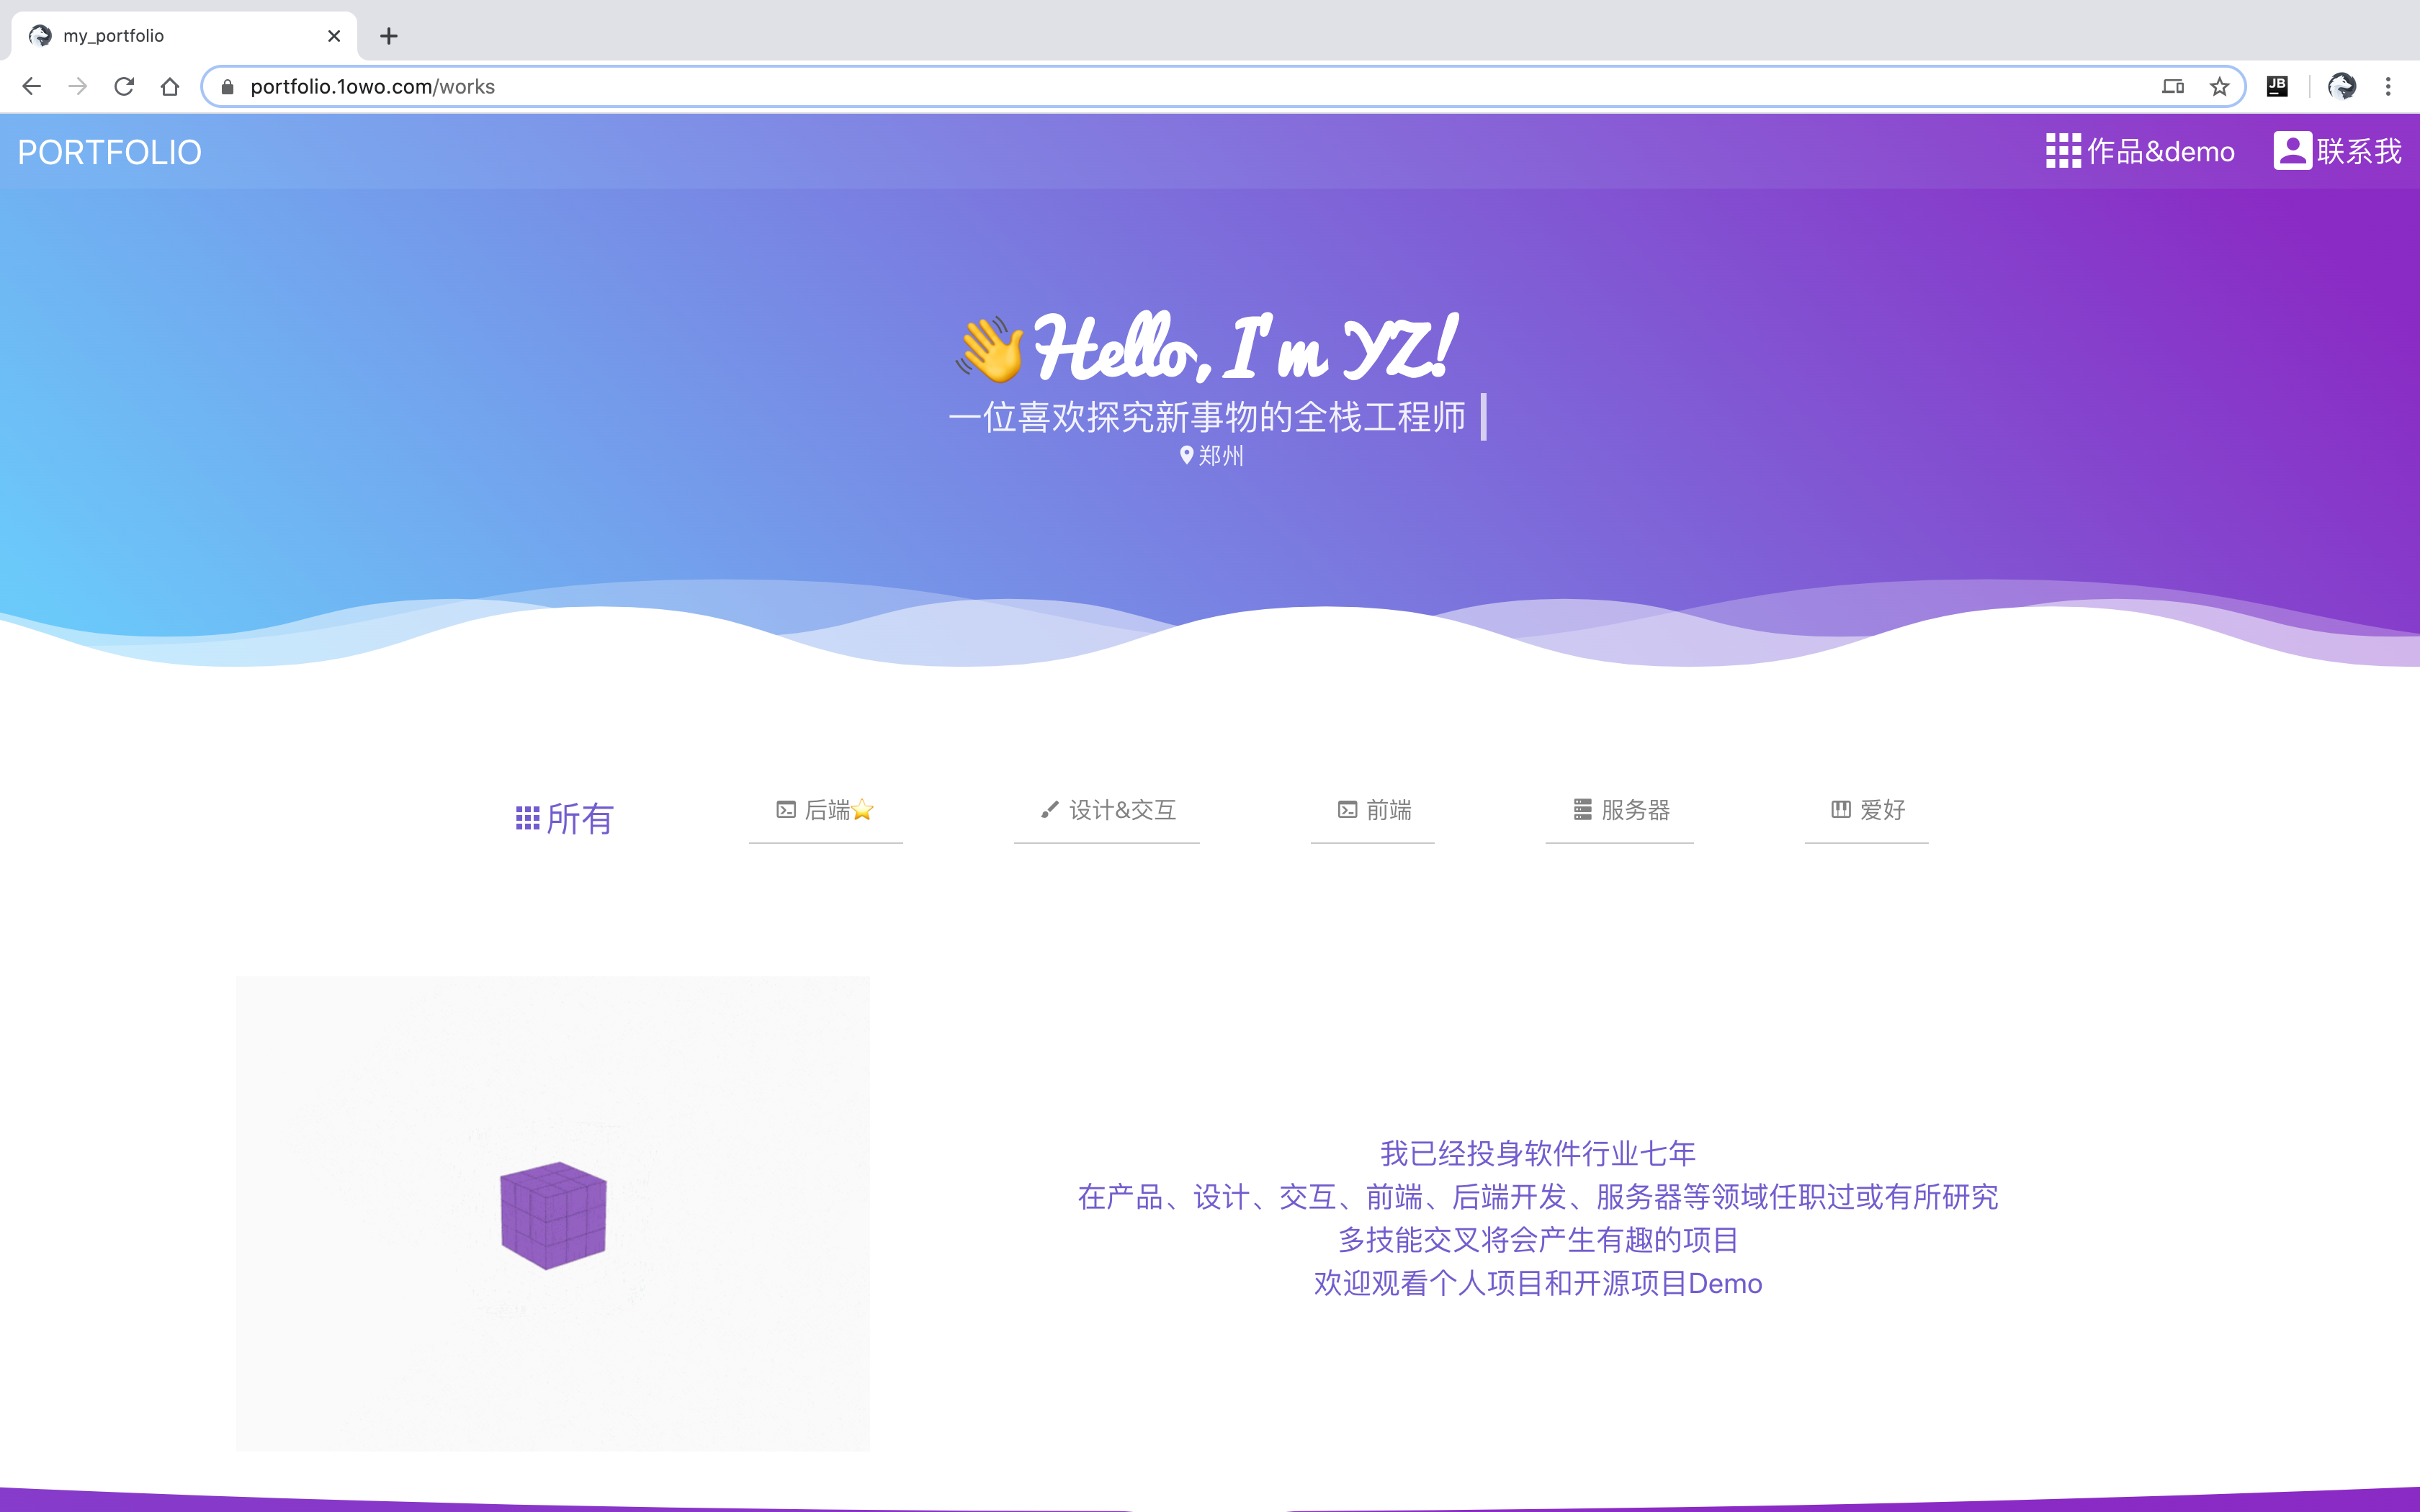 my_portfolio
portfolio.1owo.com/works
JB
PORTFOLIO
作品&demo
联系我
👋Hello, I'm YZ!
一位喜欢探究新事物的全栈工程师
郑州
所有
后端⭐
设计&交互
前端
服务器
爱好
我已经投身软件行业七年
在产品、设计、交互、前端、后端开发、服务器等领域任职过或有所研究
多技能交叉将会产生有趣的项目
欢迎观看个人项目和开源项目Demo